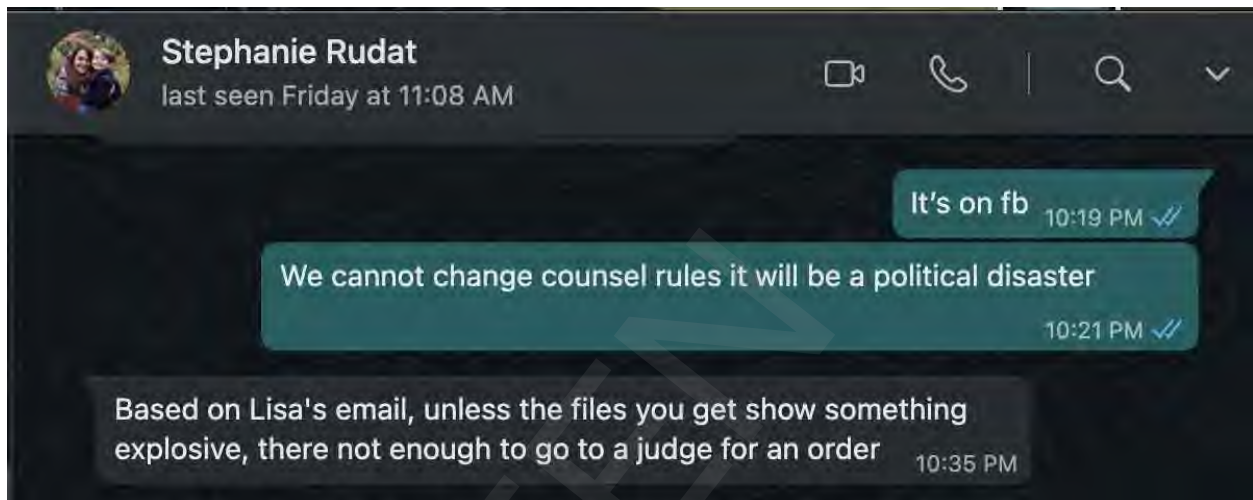 Stephanie Rudat
last seen Friday at 11:08 AM
It's on fb 10:19 PM
We cannot change counsel rules it will be a political disaster
10:21 PM
Based on Lisa's email, unless the files you get show something
explosive, there not enough to go to a judge for an order 10:35 PM